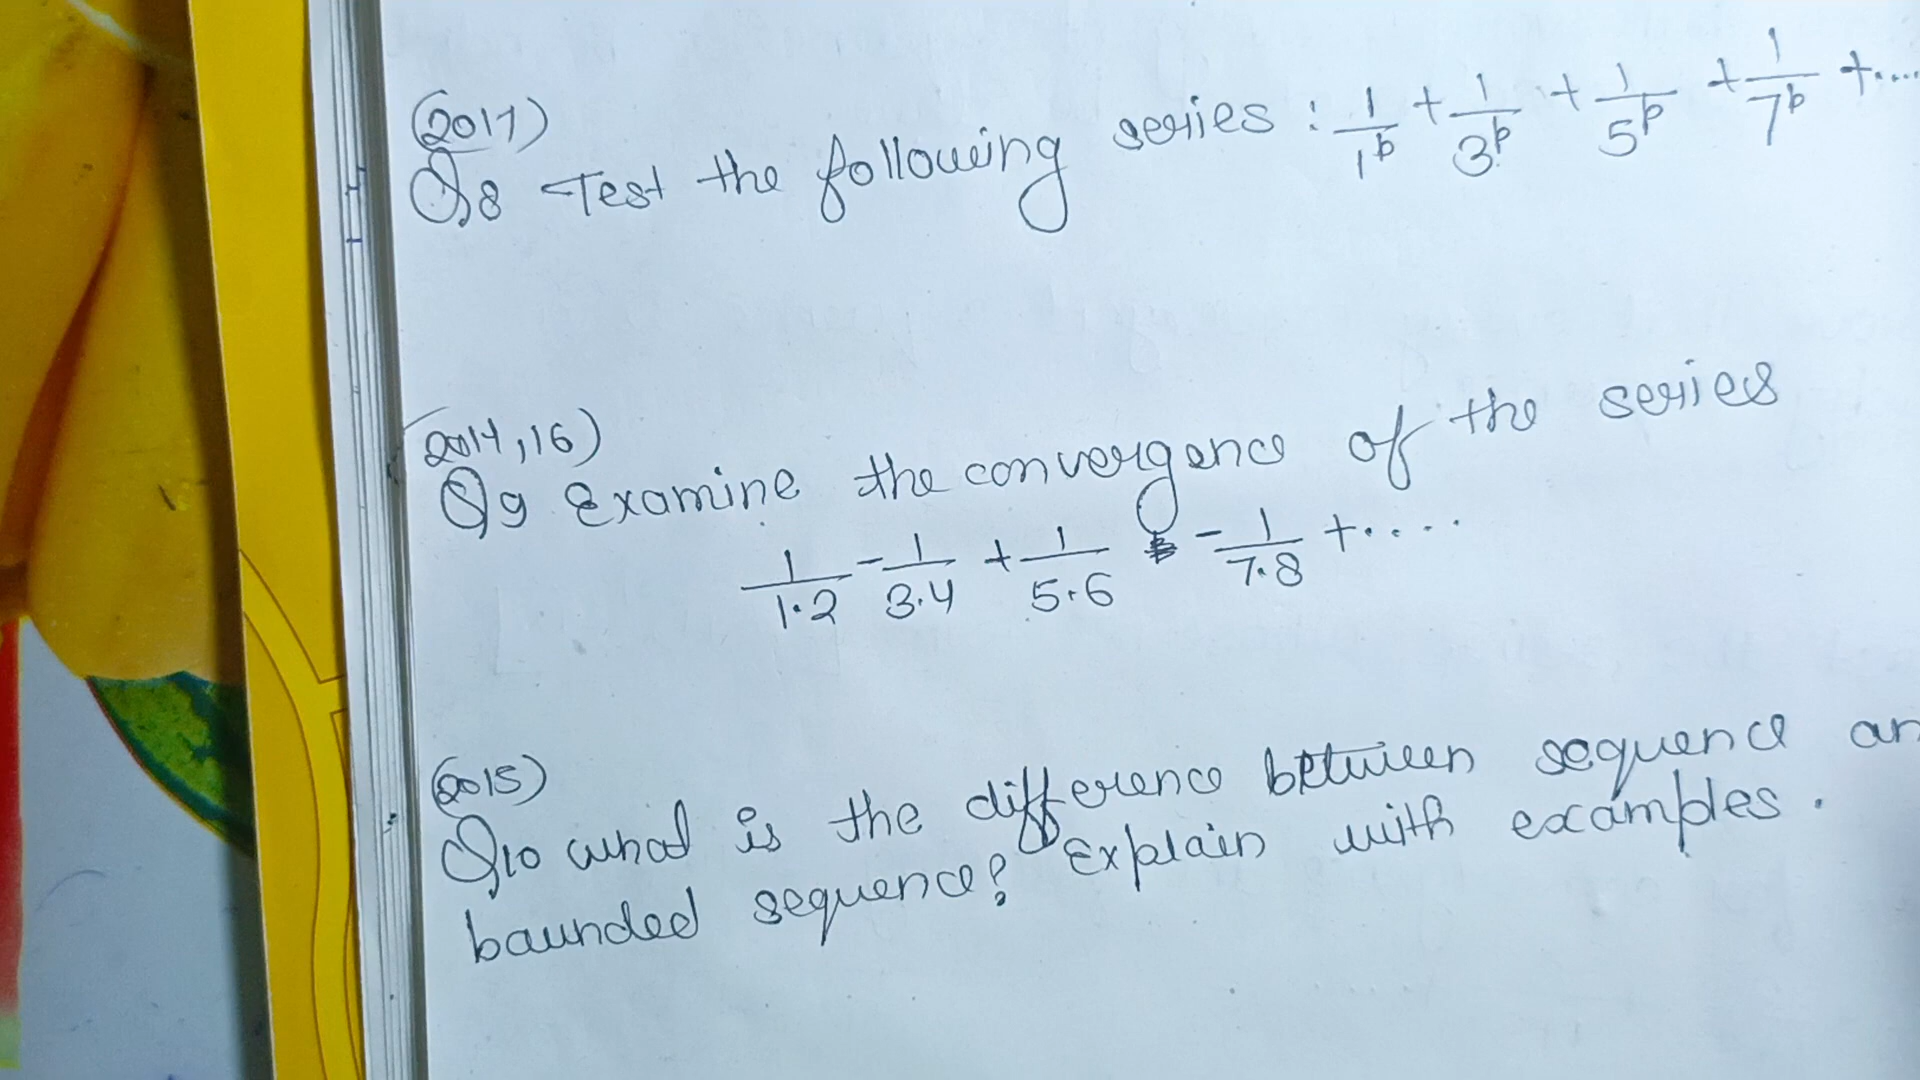 (2017)
Q8 Test the following series : 1/1^p + 1/3^p + 1/5^p + 1/7^p + ....
2014, 16)
Q9 Examine the convergence of the series
1/1.2 - 1/3.4 + 1/5.6 - 1/7.8 + ....
(2015)
Q10 what is the difference between sequence an
baunded sequence? Explain with examples.